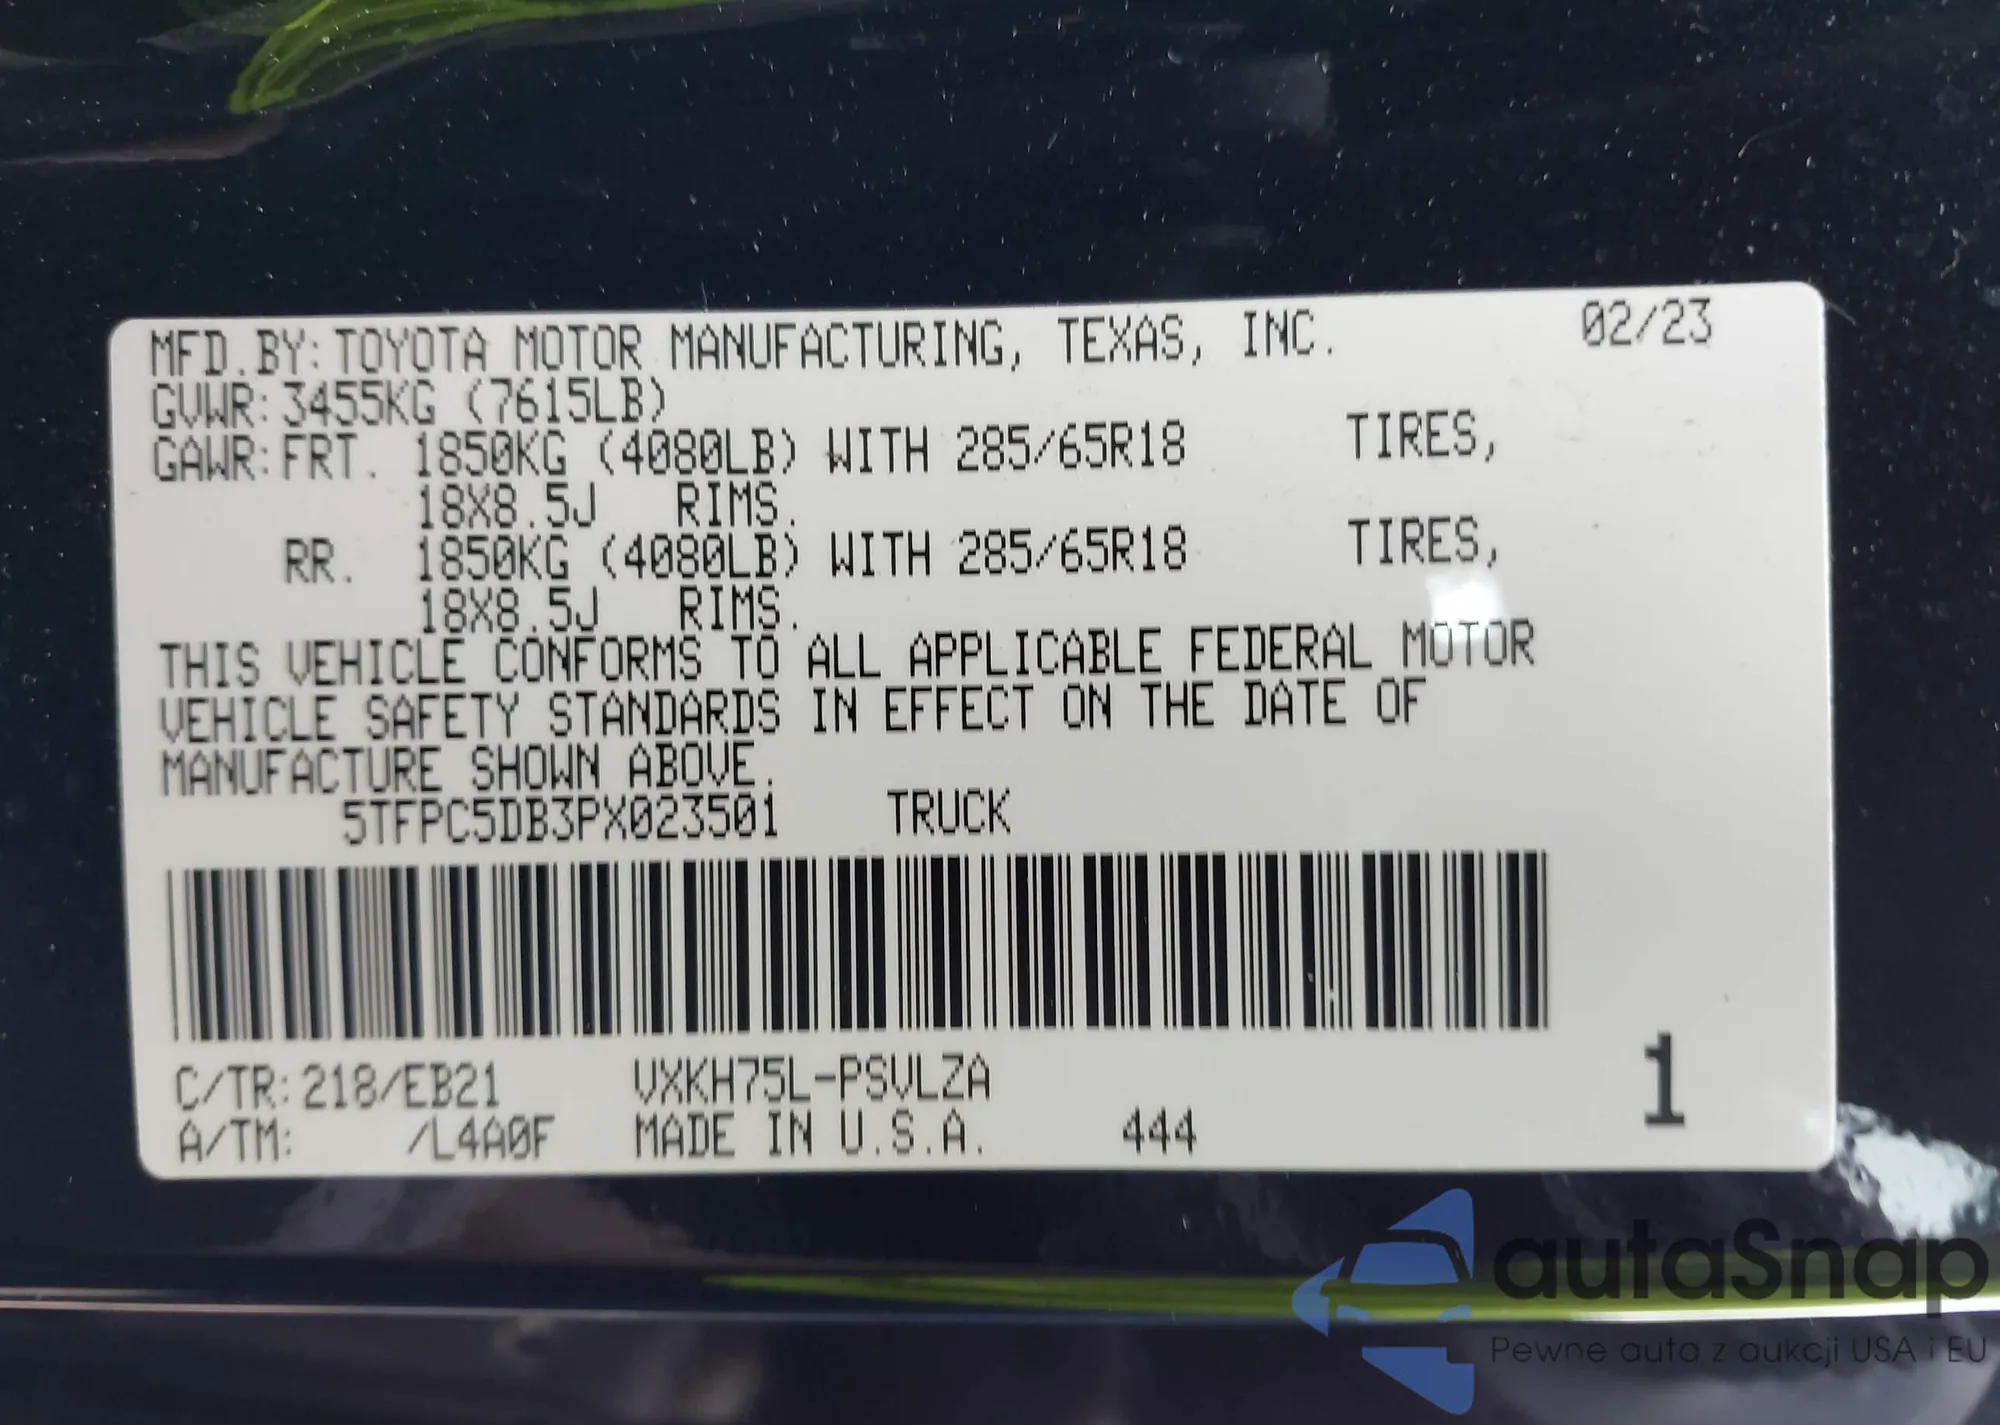 MFD.BY: TOYOTA MOTOR MANUFACTURING, TEXAS, INC. 02/23
GVWR: 3455KG (7615LB)
GAWR: FRT. 1850KG (4080LB) WITH 285/65R18 TIRES,
18X8.5J RIMS.
RR. 1850KG (4080LB) WITH 285/65R18 TIRES,
18X8.5J RIMS.
THIS VEHICLE CONFORMS TO ALL APPLICABLE FEDERAL MOTOR
VEHICLE SAFETY STANDARDS IN EFFECT ON THE DATE OF
MANUFACTURE SHOWN ABOVE.
5TFPC5DB3PX023501 TRUCK
C/TR: 218/EB21 VXKH75L-PSVLZA
A/TM: /L4A0F MADE IN U.S.A. 444 1
autaSnap
Pewne auta z aukcji USA i EU